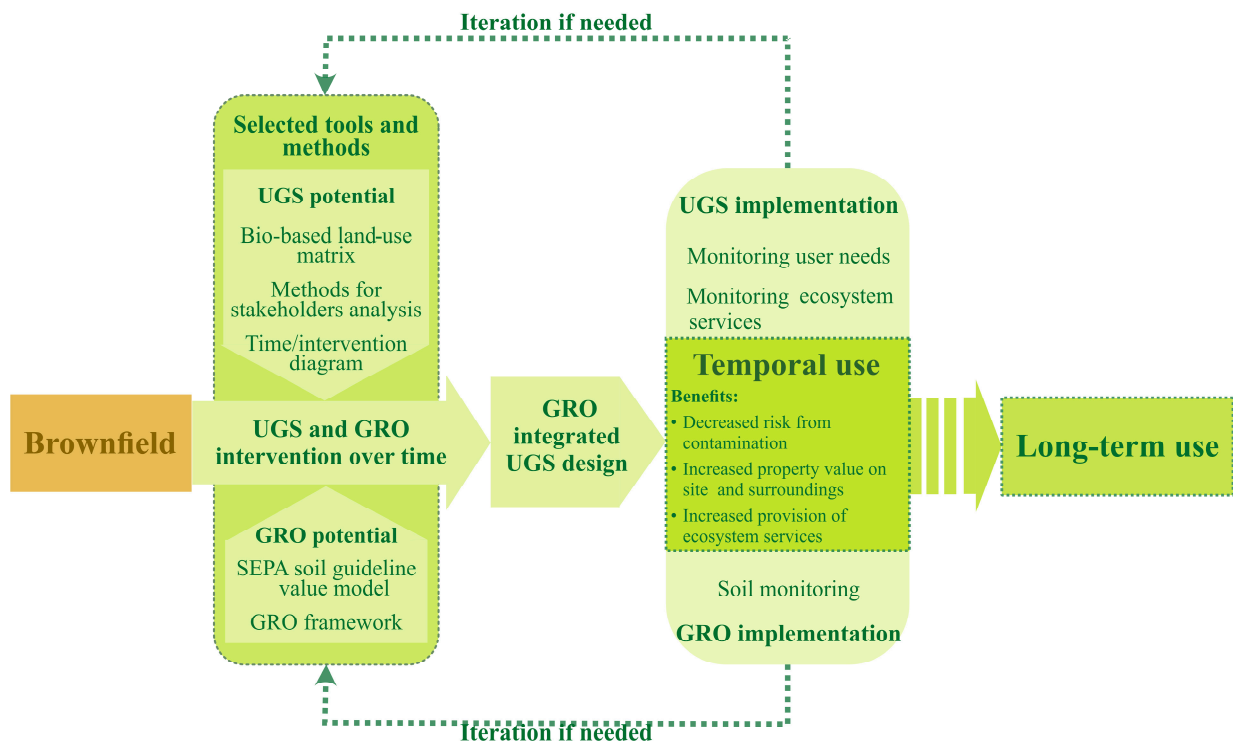 Iteration if needed
Selected tools and
methods
UGS potential
Bio-based land-use
matrix
Methods for
stakeholders analysis
Time/intervention
diagram
Brownfield
UGS and GRO
intervention over time
GRO potential
SEPA soil guideline
value model
GRO framework
GRO
integrated
UGS design
UGS implementation
Monitoring user needs
Monitoring ecosystem
services
Temporal use
Benefits:
• Decreased risk from
contamination
• Increased property value on
site and surroundings
• Increased provision of
ecosystem services
Soil monitoring
GRO implementation
Long-term use
Iteration if needed